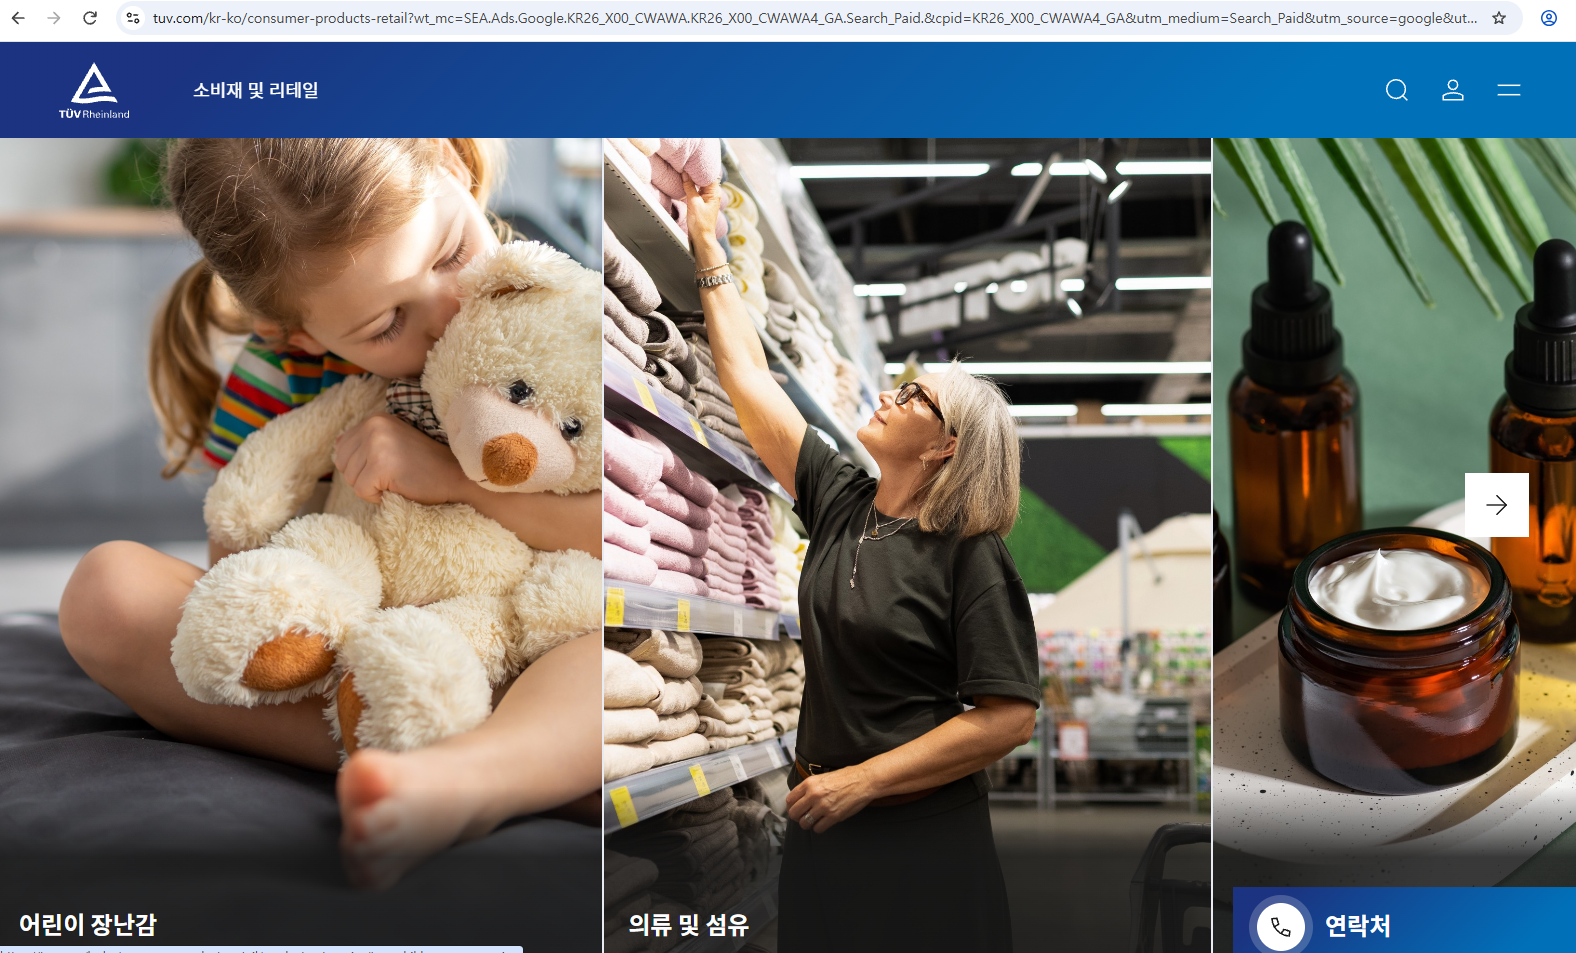 tuv.com/kr-ko/consumer-products-retail?wt_mc=SEA.Ads.Google.KR26_X00_CWAWA.KR26_X00_CWAWA4_GA.Search_Paid.&cpid=KR26_X00_CWAWA4_GA&utm_medium=Search_Paid&utm_source=google&ut...
TÜVRheinland
소비재 및 리테일
어린이 장난감
의류 및 섬유
연락처